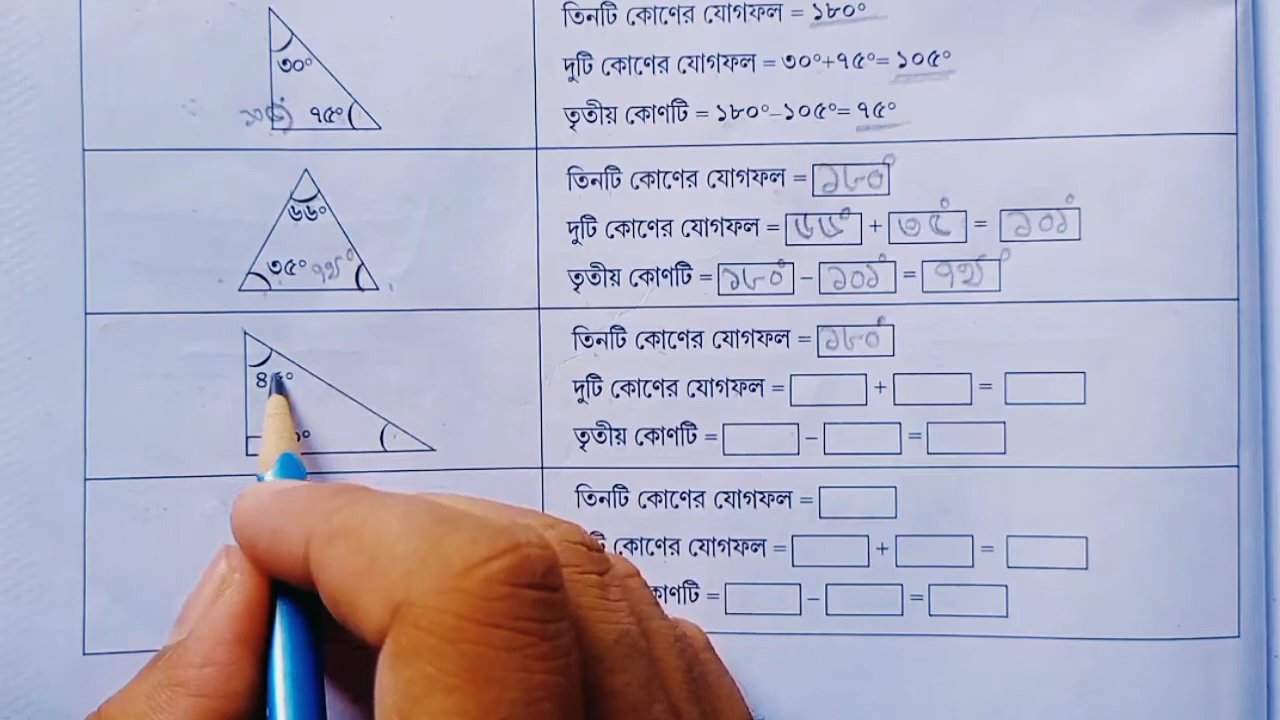 তিনটি কোণের যোগফল = ১৮০°
৩০°
দুটি কোণের যোগফল = ৩০°+৭৫°= ১০৫°
৭৫°
তৃতীয় কোণটি = ১৮০°–১০৫°= ৭৫°
তিনটি কোণের যোগফল = ১৮০°
৬৬°
দুটি কোণের যোগফল = ৬৬° + ৩৫° = ১০১°
৩৫° ৭৯°
তৃতীয় কোণটি = ১৮০° – ১০১° = ৭৯°
তিনটি কোণের যোগফল = ১৮০°
দুটি কোণের যোগফল = + =
তৃতীয় কোণটি = – =
তিনটি কোণের যোগফল =
কোণের যোগফল = + =
= – =